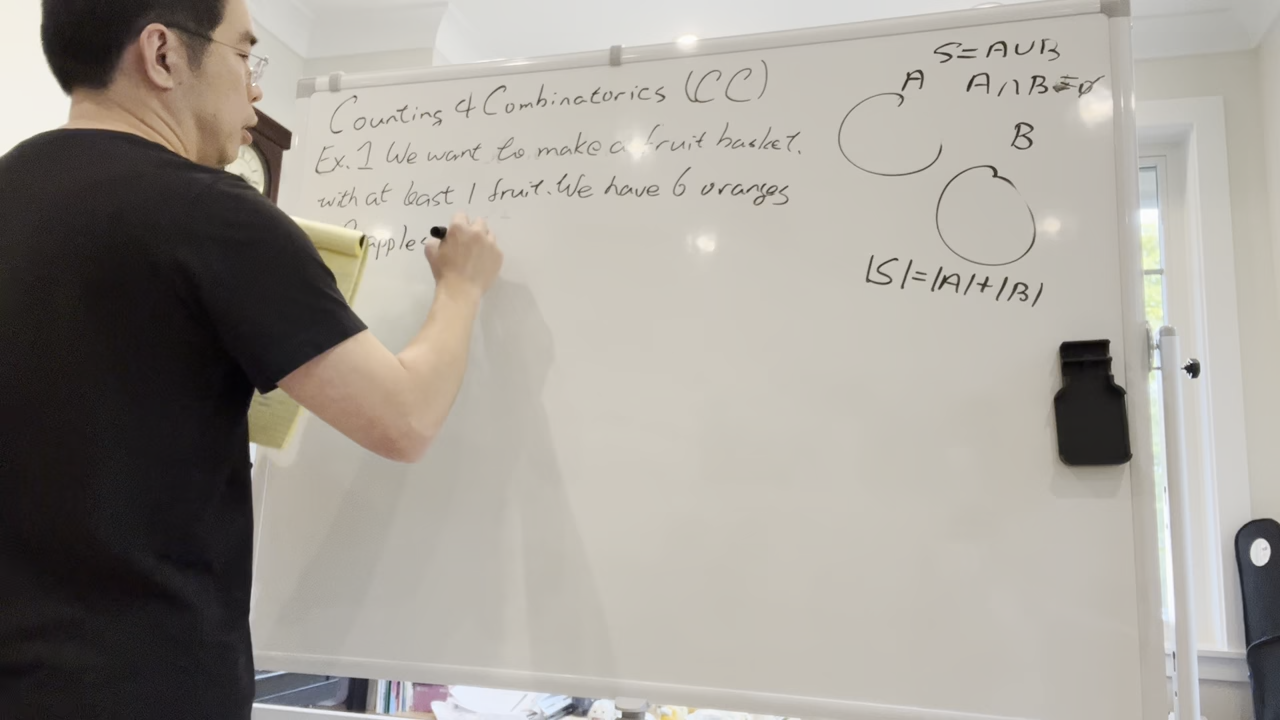 Counting & Combinatorics (CC)
Ex. 1 We want to make a fruit basket.
with at least 1 fruit. We have 6 oranges
apples
S = A ∪ B
A ∩ B = ∅
A
B
|S| = |A| + |B|